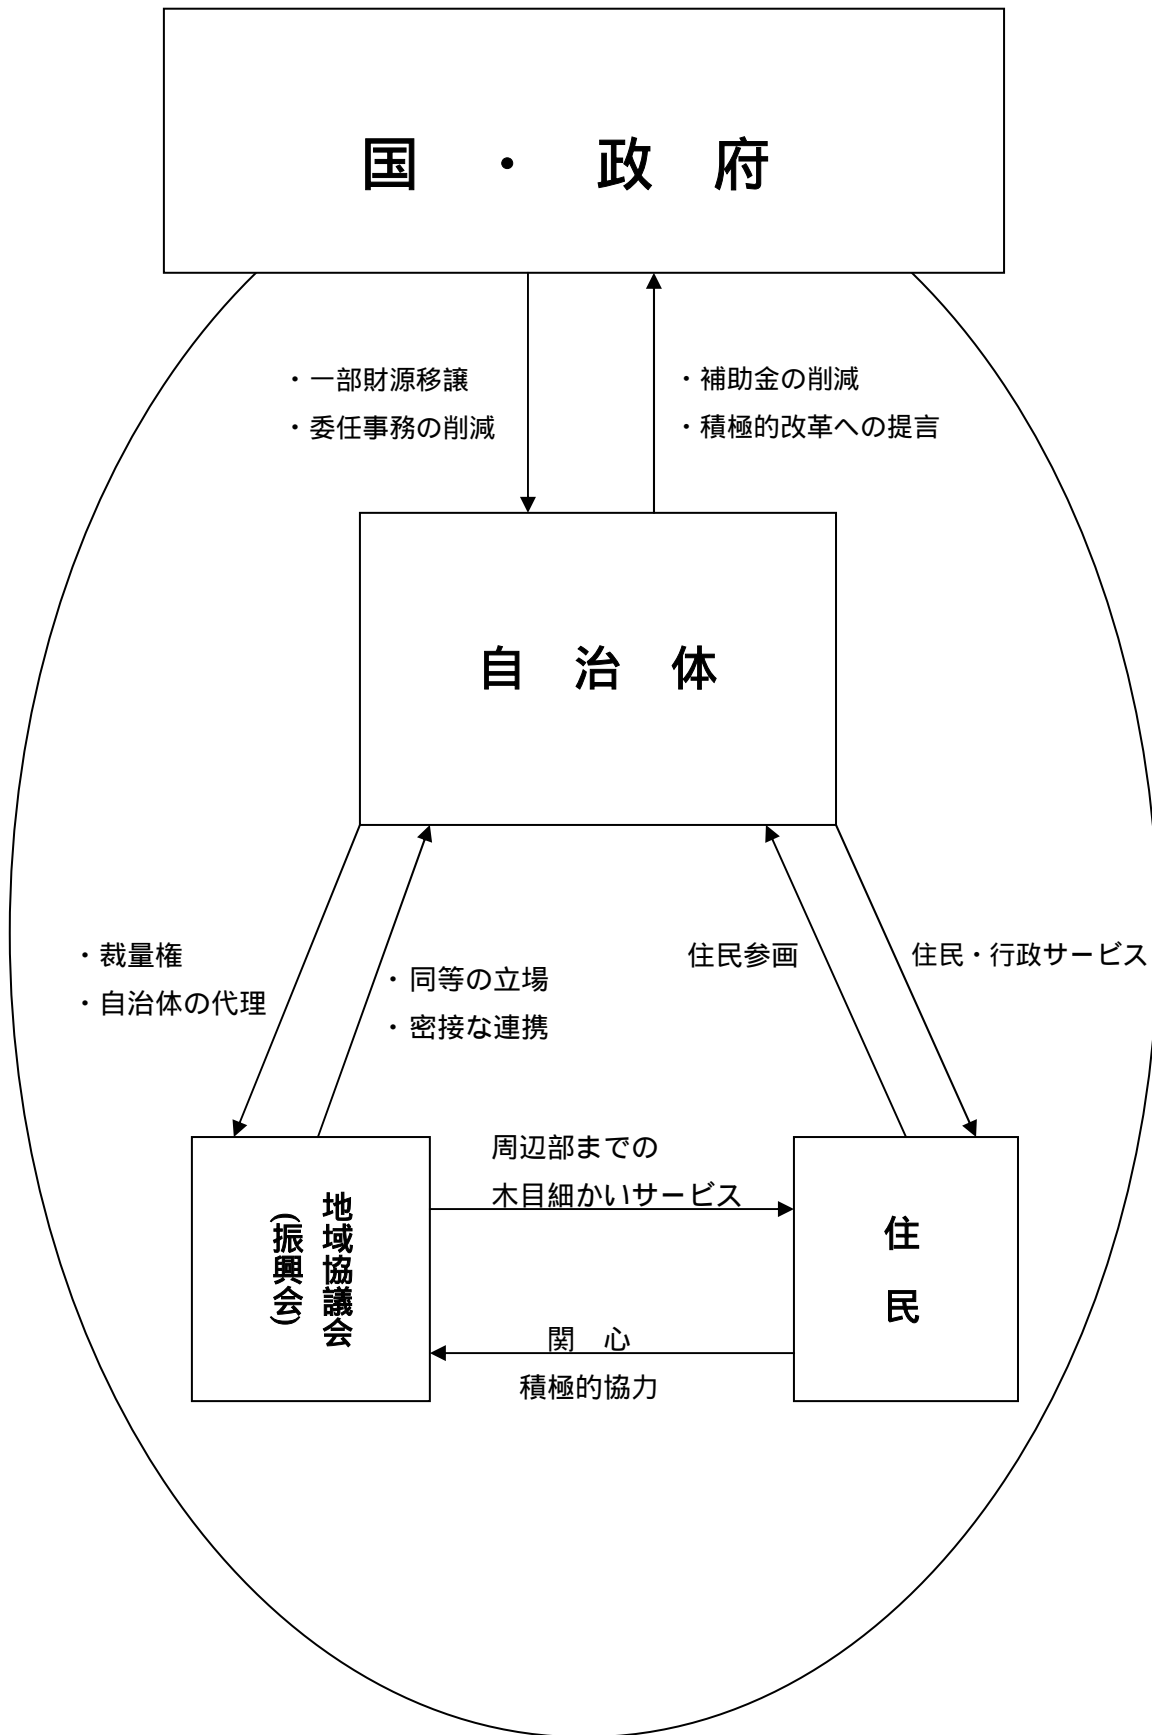 国　・　政　府
・一部財源移譲
・委任事務の削減
・補助金の削減
・積極的改革への提言
自　治　体
・裁量権
・自治体の代理
・同等の立場
・密接な連携
住民参画
住民・行政サービス
地域協議会
(振興会)
周辺部までの
木目細かいサービス
関　心
積極的協力
住
民